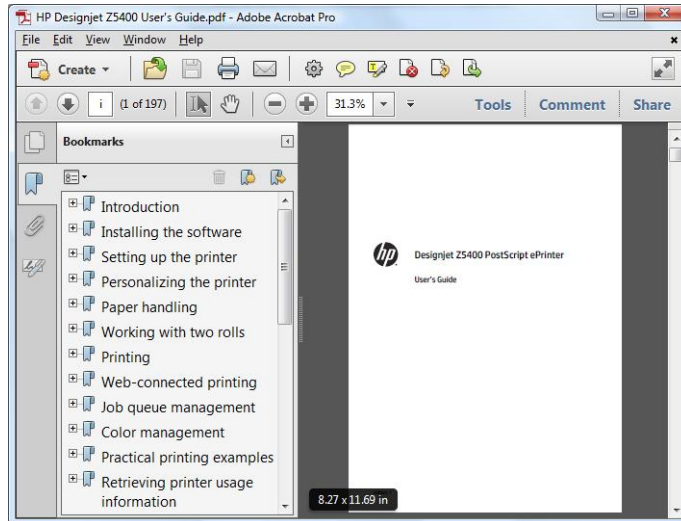 HP Designjet Z5400 User's Guide.pdf - Adobe Acrobat Pro
File Edit View Window Help
Create
i (1 of 197) 31.3% Tools Comment Share
Bookmarks
Introduction
Installing the software
Setting up the printer
Personalizing the printer
Paper handling
Working with two rolls
Printing
Web-connected printing
Job queue management
Color management
Practical printing examples
Retrieving printer usage
information
hp
Designjet Z5400 PostScript ePrinter
User's Guide
8.27 x 11.69 in